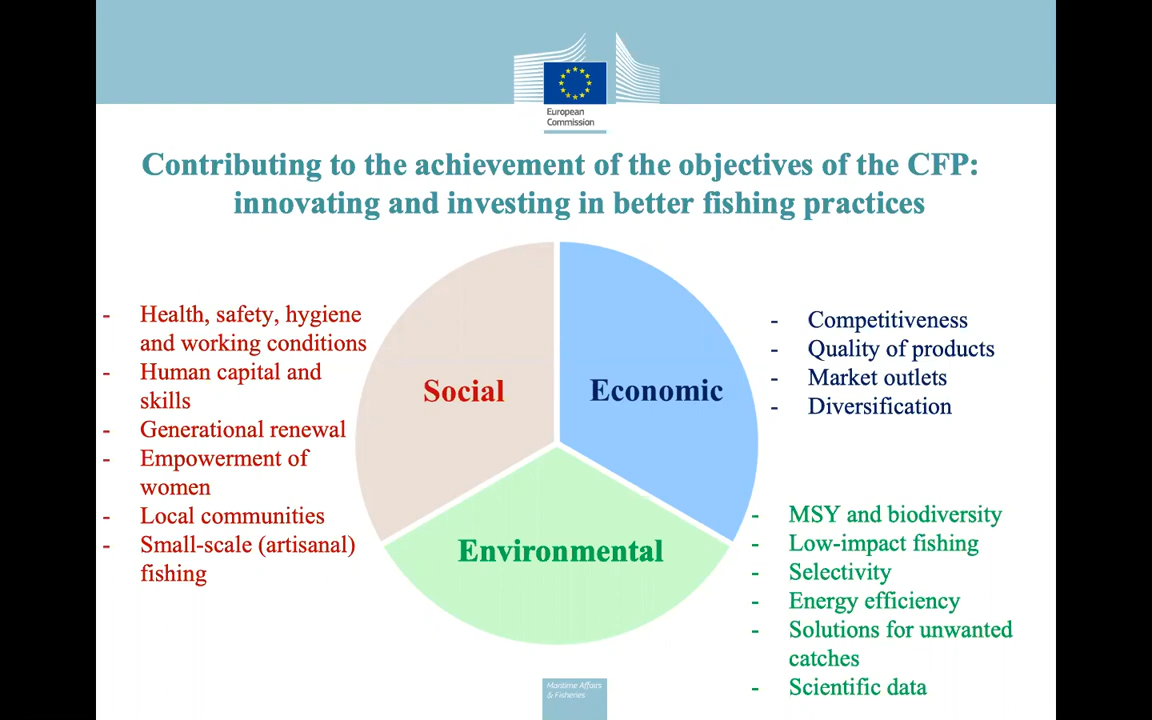 European
Commission
Contributing to the achievement of the objectives of the CFP:
innovating and investing in better fishing practices
- Health, safety, hygiene
and working conditions
- Human capital and
skills
- Generational renewal
- Empowerment of
women
- Local communities
- Small-scale (artisanal)
fishing
Social
Economic
Environmental
- Competitiveness
- Quality of products
- Market outlets
- Diversification
- MSY and biodiversity
- Low-impact fishing
- Selectivity
- Energy efficiency
- Solutions for unwanted
catches
- Scientific data
Maritime Affairs
& Fisheries